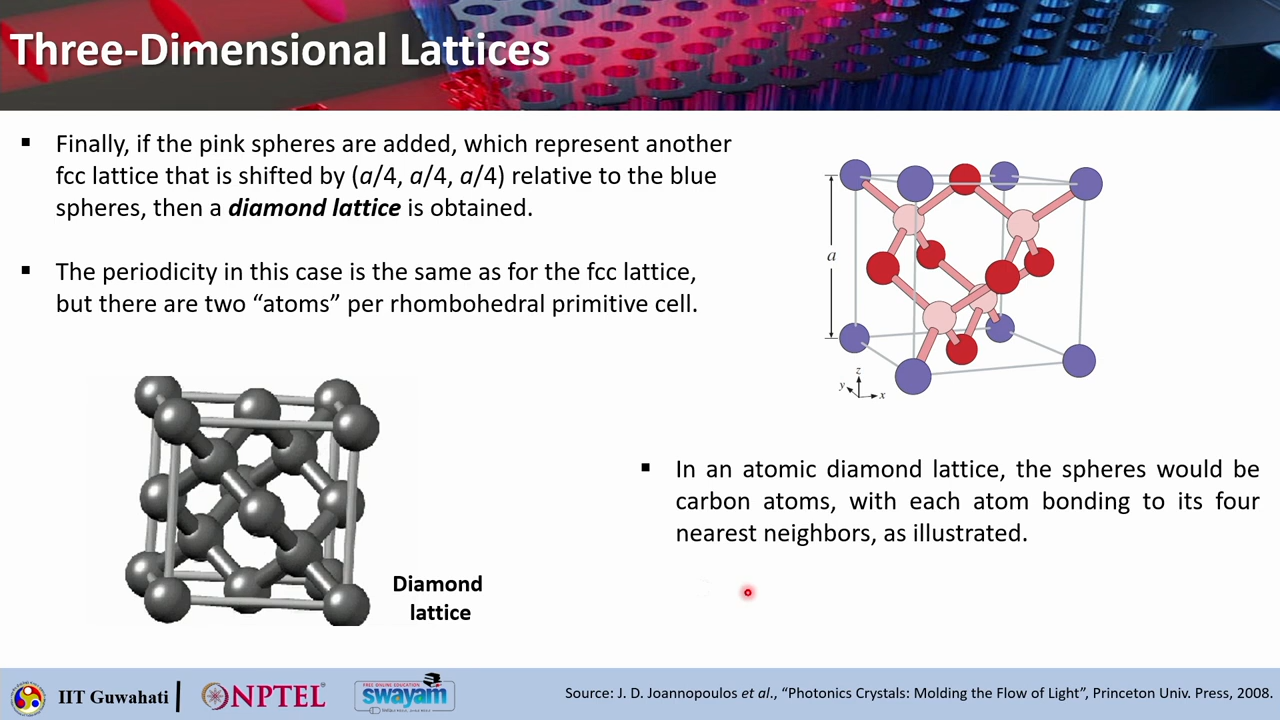 Three-Dimensional Lattices
▪ Finally, if the pink spheres are added, which represent another
fcc lattice that is shifted by (a/4, a/4, a/4) relative to the blue
spheres, then a diamond lattice is obtained.
▪ The periodicity in this case is the same as for the fcc lattice,
but there are two “atoms” per rhombohedral primitive cell.
a
z
y
x
Diamond
lattice
▪ In an atomic diamond lattice, the spheres would be
carbon atoms, with each atom bonding to its four
nearest neighbors, as illustrated.
IIT Guwahati
NPTEL
FREE ONLINE EDUCATION
swayam
Source: J. D. Joannopoulos et al., “Photonics Crystals: Molding the Flow of Light”, Princeton Univ. Press, 2008.